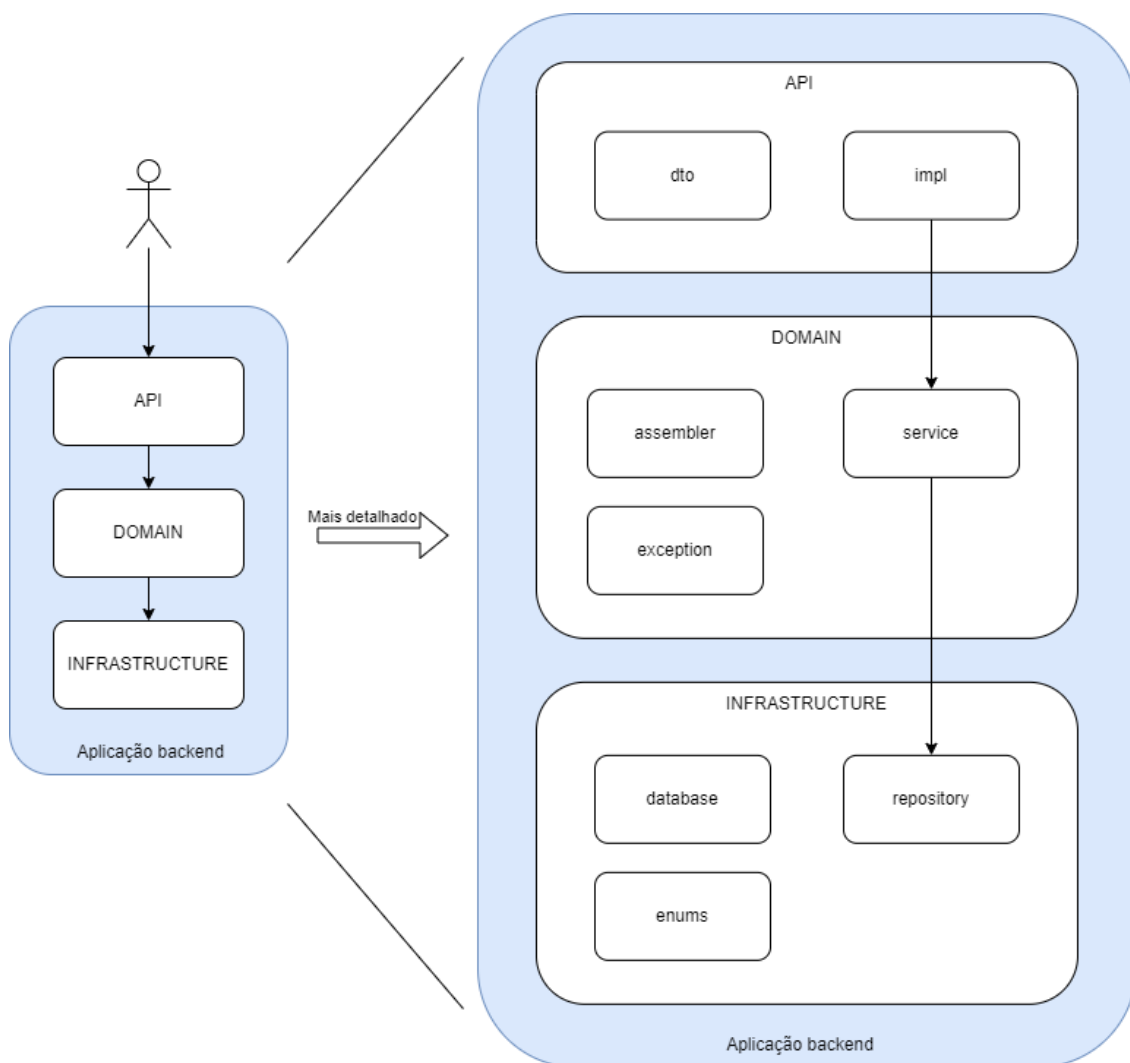 API
DOMAIN
INFRASTRUCTURE
Aplicação backend
Mais detalhado
API
dto
impl
DOMAIN
assembler
service
exception
INFRASTRUCTURE
database
repository
enums
Aplicação backend